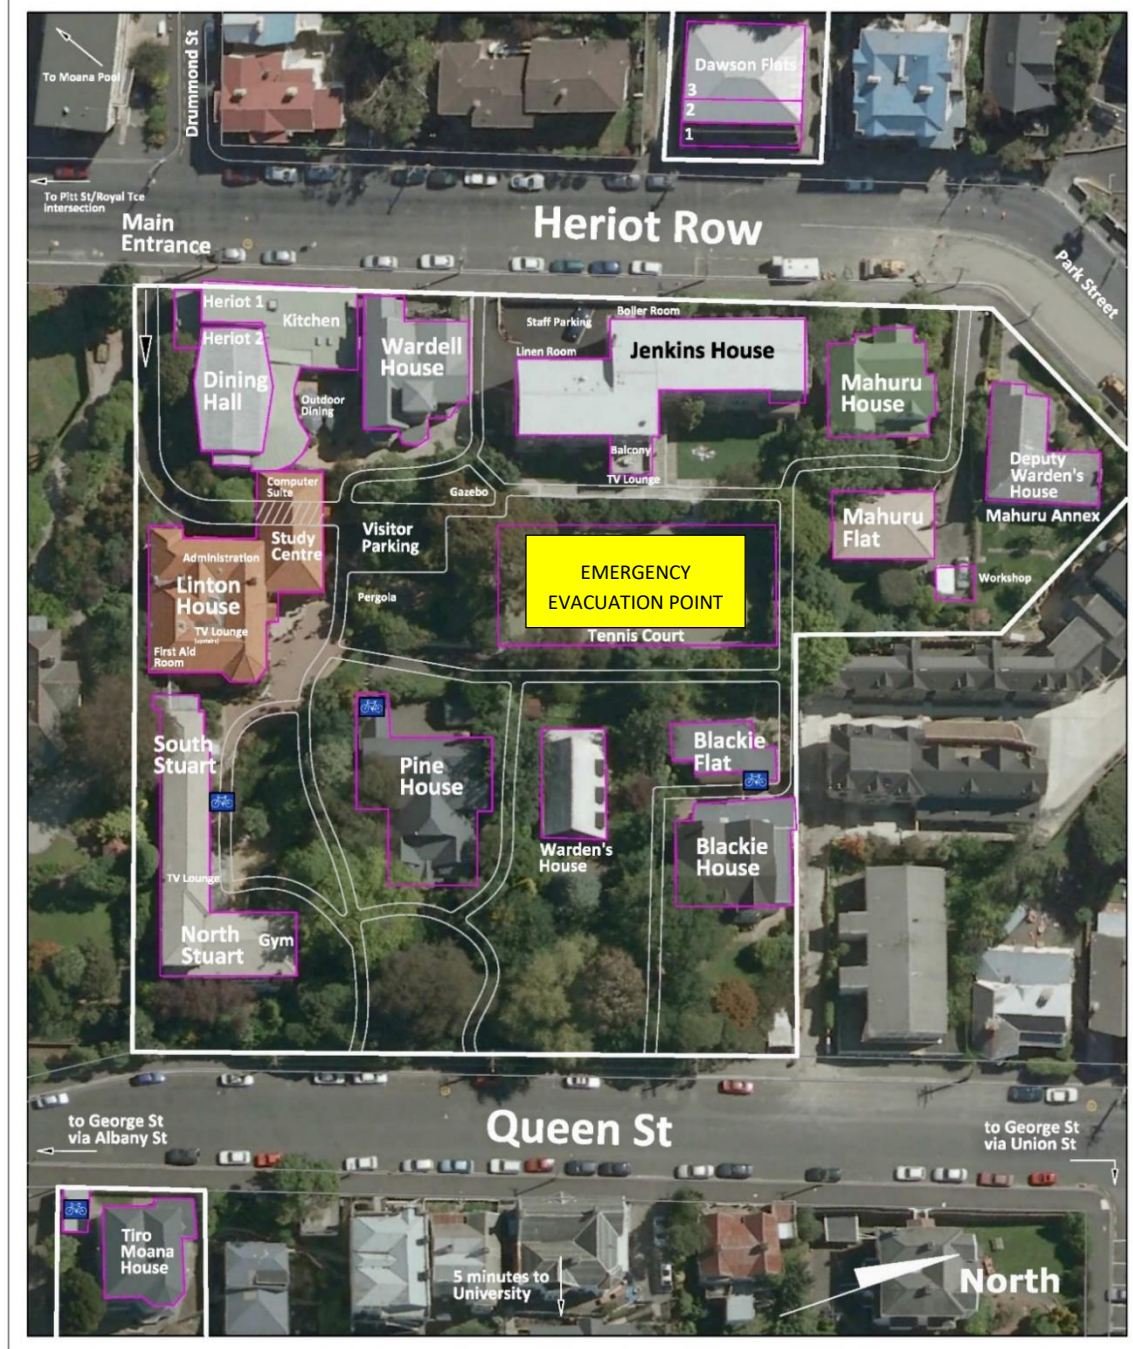 To Moana Pool
Drummond St
Dawson Flats
3
2
1
To Pitt St/Royal Tce
intersection
Main
Entrance
Heriot Row
Park Street
Heriot 1
Kitchen
Heriot 2
Dining
Hall
Outdoor
Dining
Wardell
House
Staff Parking
Boiler Room
Linen Room
Jenkins House
Balcony
TV Lounge
Mahuru
House
Deputy
Warden's
House
Mahuru Annex
Mahuru
Flat
Workshop
Computer
Suite
Gazebo
Visitor
Parking
Study
Centre
Administration
Linton
House
TV Lounge
(upstairs)
First Aid
Room
Pergola
EMERGENCY
EVACUATION POINT
Tennis Court
South
Stuart
Pine
House
Warden's
House
Blackie
Flat
Blackie
House
TV Lounge
North
Stuart
Gym
Queen St
to George St
via Albany St
to George St
via Union St
Tiro
Moana
House
5 minutes to
University
North